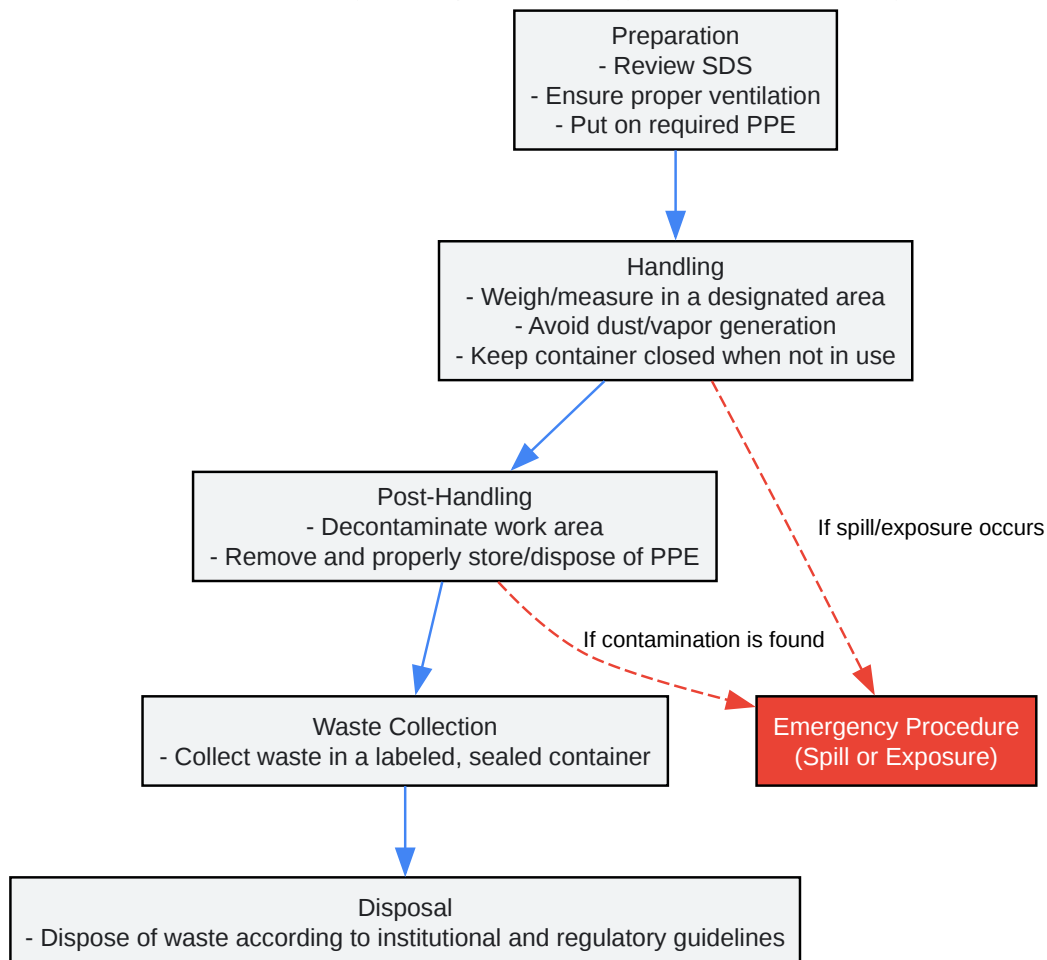 Preparation
- Review SDS
- Ensure proper ventilation
- Put on required PPE
Handling
- Weigh/measure in a designated area
- Avoid dust/vapor generation
- Keep container closed when not in use
Post-Handling
- Decontaminate work area
- Remove and properly store/dispose of PPE
If spill/exposure occurs
If contamination is found
Waste Collection
- Collect waste in a labeled, sealed container
Emergency Procedure
(Spill or Exposure)
Disposal
- Dispose of waste according to institutional and regulatory guidelines